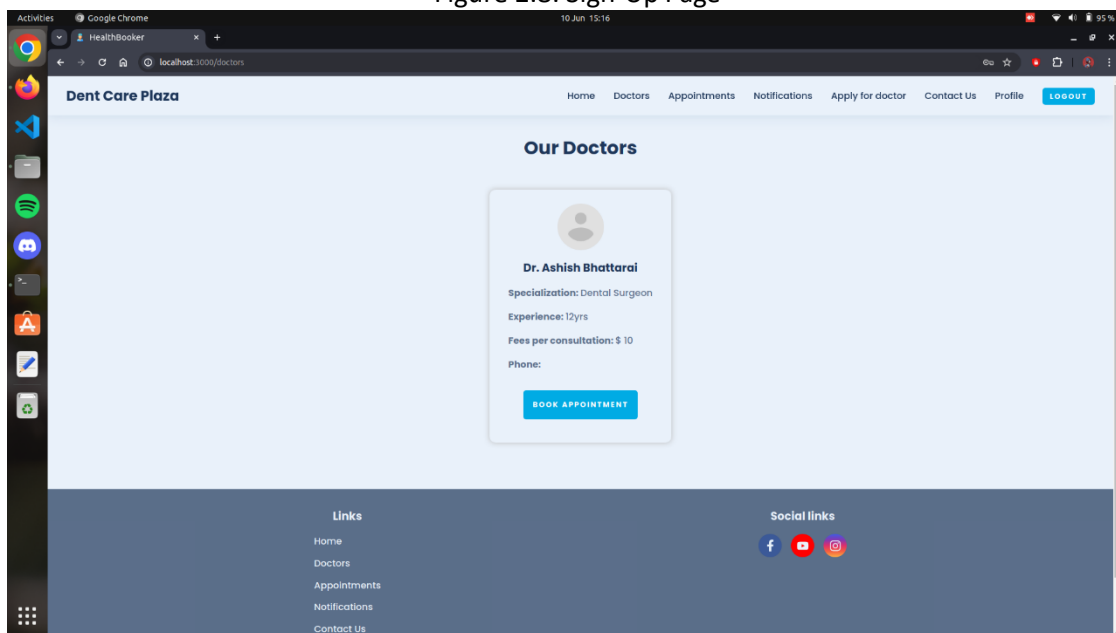 Figure 2.8: Sign-Up Page
Activities Google Chrome 10 Jun 15:16 95 %
HealthBooker
localhost:3000/doctors
Dent Care Plaza Home Doctors Appointments Notifications Apply for doctor Contact Us Profile LOGOUT
Our Doctors
Dr. Ashish Bhattarai
Specialization: Dental Surgeon
Experience: 12yrs
Fees per consultation: $ 10
Phone:
BOOK APPOINTMENT
Links Social links
Home
Doctors
Appointments
Notifications
Contact Us